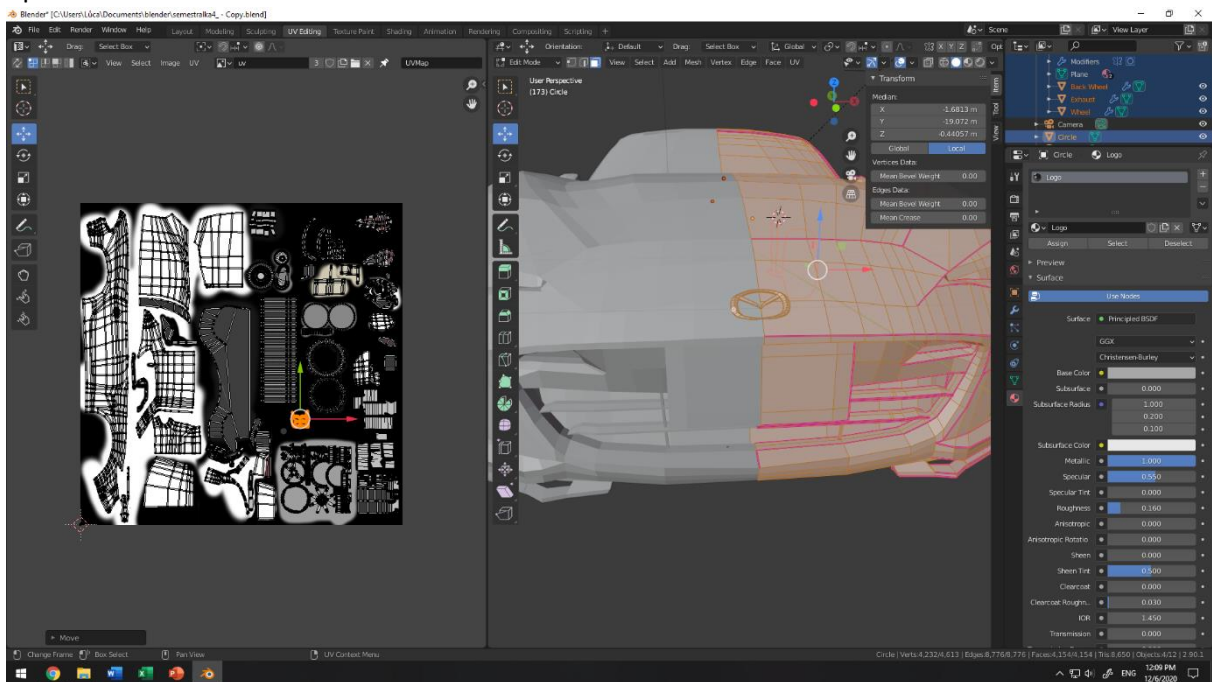 Blender* [C:\Users\Lúca\Documents\blender\semestralka4_ - Copy.blend]
File Edit Render Window Help Layout Modeling Sculpting UV Editing Texture Paint Shading Animation Rendering Compositing Scripting + Scene View Layer
Drag: Select Box Orientation: Default Drag: Select Box Global X Y Z Opt
View Select Image UV uv 3 UVMap Edit Mode View Select Add Mesh Vertex Edge Face UV
User Perspective
(173) Circle
Transform
Median:
X -1.6813 m
Y -19.072 m
Z -0.44057 m
Global Local
Vertices Data:
Mean Bevel Weight 0.00
Edges Data:
Mean Bevel Weight 0.00
Mean Crease 0.00
Item
Tool
View
Modifiers
Plane
Back Wheel
Exhaust
Wheel
Camera
Circle
Circle Logo
Logo
Logo
Assign Select Deselect
Preview
Surface
Use Nodes
Surface Principled BSDF
GGX
Christensen-Burley
Base Color
Subsurface 0.000
Subsurface Radius 1.000
0.200
0.100
Subsurface Color
Metallic 1.000
Specular 0.550
Specular Tint 0.000
Roughness 0.160
Anisotropic 0.000
Anisotropic Rotatio 0.000
Sheen 0.000
Sheen Tint 0.500
Clearcoat 0.000
Clearcoat Roughn.. 0.030
IOR 1.450
Transmission 0.000
Move
Change Frame Box Select Pan View UV Context Menu Circle | Verts:4,232/4,613 | Edges:8,776/8,776 | Faces:4,154/4,154 | Tris:8,650 | Objects:4/12 | 2.90.1
ENG 12:09 PM
12/6/2020